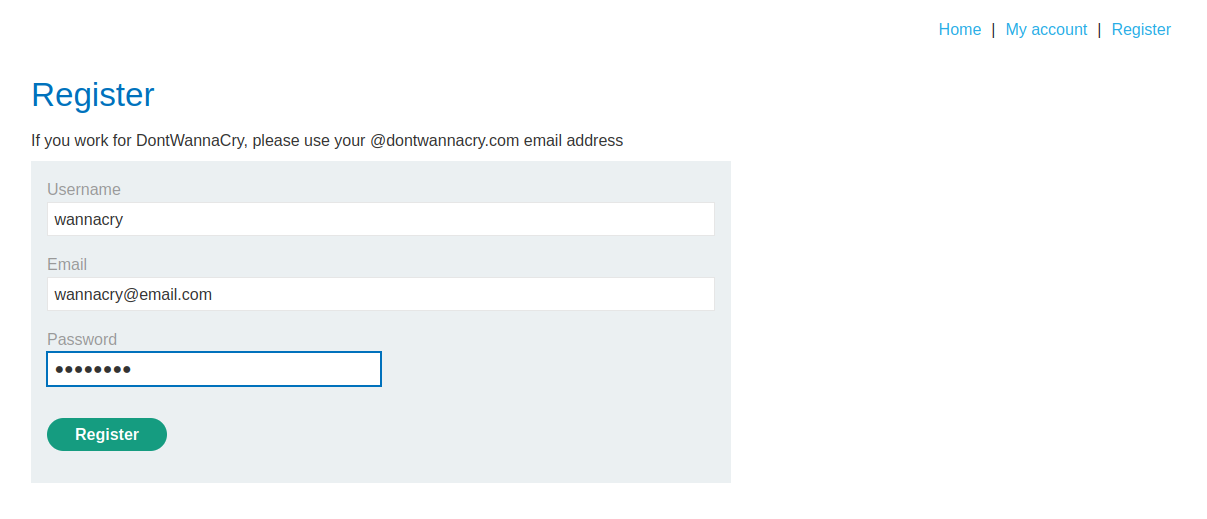 Home | My account | Register
Register
If you work for DontWannaCry, please use your @dontwannacry.com email address
Username
wannacry
Email
wannacry@email.com
Password
••••••••
Register